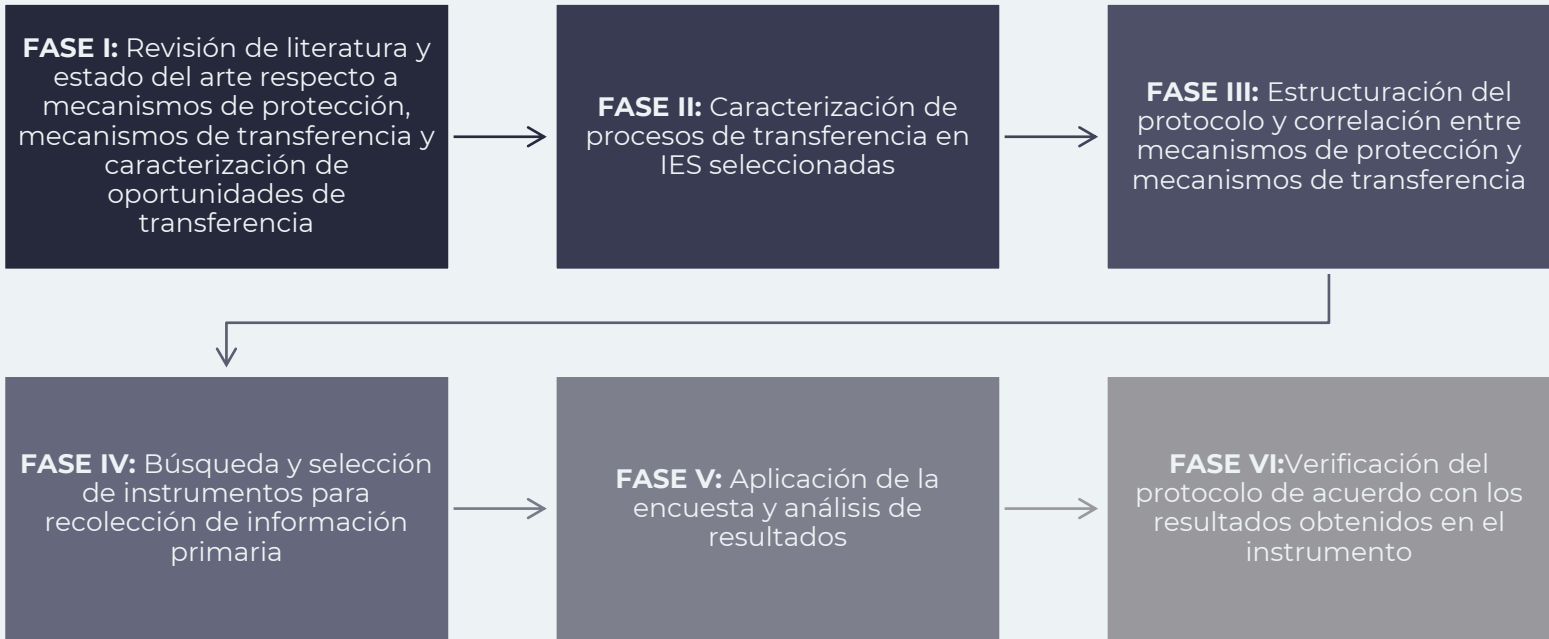 FASE I: Revisión de literatura y
estado del arte respecto a
mecanismos de protección,
mecanismos de transferencia y
caracterización de
oportunidades de
transferencia
FASE II: Caracterización de
procesos de transferencia en
IES seleccionadas
FASE III: Estructuración del
protocolo y correlación entre
mecanismos de protección y
mecanismos de transferencia
FASE IV: Búsqueda y selección
de instrumentos para
recolección de información
primaria
FASE V: Aplicación de la
encuesta y análisis de
resultados
FASE VI:Verificación del
protocolo de acuerdo con los
resultados obtenidos en el
instrumento